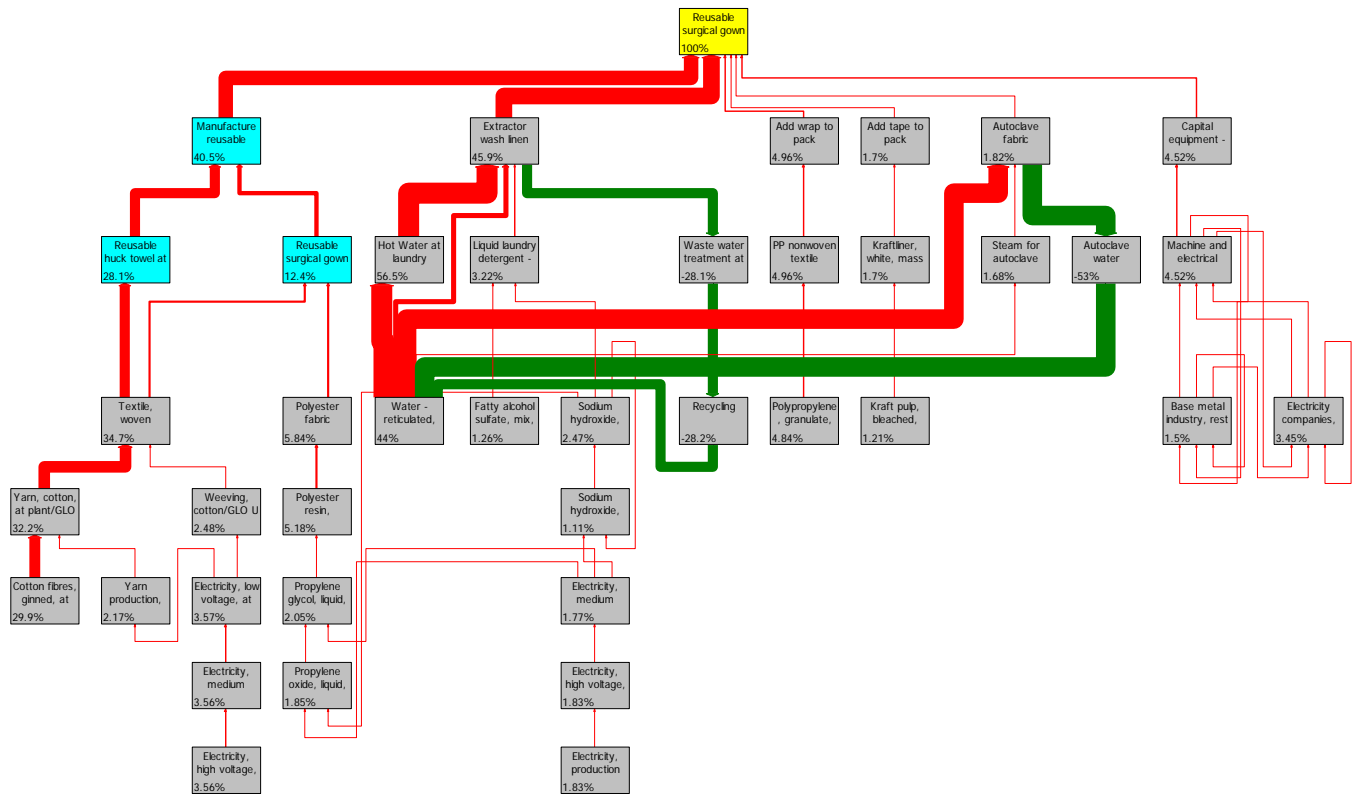 Reusable
surgical gown
100%
Manufacture
reusable
40.5%
Extractor
wash linen
45.9%
Add wrap to
pack
4.96%
Add tape to
pack
1.7%
Autoclave
fabric
1.82%
Capital
equipment -
4.52%
Reusable
huck towel at
28.1%
Reusable
surgical gown
12.4%
Hot Water at
laundry
56.5%
Liquid laundry
detergent -
3.22%
Waste water
treatment at
-28.1%
PP nonwoven
textile
4.96%
Kraftliner,
white, mass
1.7%
Steam for
autoclave
1.68%
Autoclave
water
-53%
Machine and
electrical
4.52%
Textile,
woven
34.7%
Polyester
fabric
5.84%
Water -
reticulated,
44%
Fatty alcohol
sulfate, mix,
1.26%
Sodium
hydroxide,
2.47%
Recycling
-28.2%
Polypropylene
, granulate,
4.84%
Kraft pulp,
bleached,
1.21%
Base metal
industry, rest
1.5%
Electricity
companies,
3.45%
Yarn, cotton,
at plant/GLO
32.2%
Weeving,
cotton/GLO U
2.48%
Polyester
resin,
5.18%
Sodium
hydroxide,
1.11%
Cotton fibres,
ginned, at
29.9%
Yarn
production,
2.17%
Electricity, low
voltage, at
3.57%
Propylene
glycol, liquid,
2.05%
Electricity,
medium
1.77%
Electricity,
medium
3.56%
Propylene
oxide, liquid,
1.85%
Electricity,
high voltage,
1.83%
Electricity,
high voltage,
3.56%
Electricity,
production
1.83%